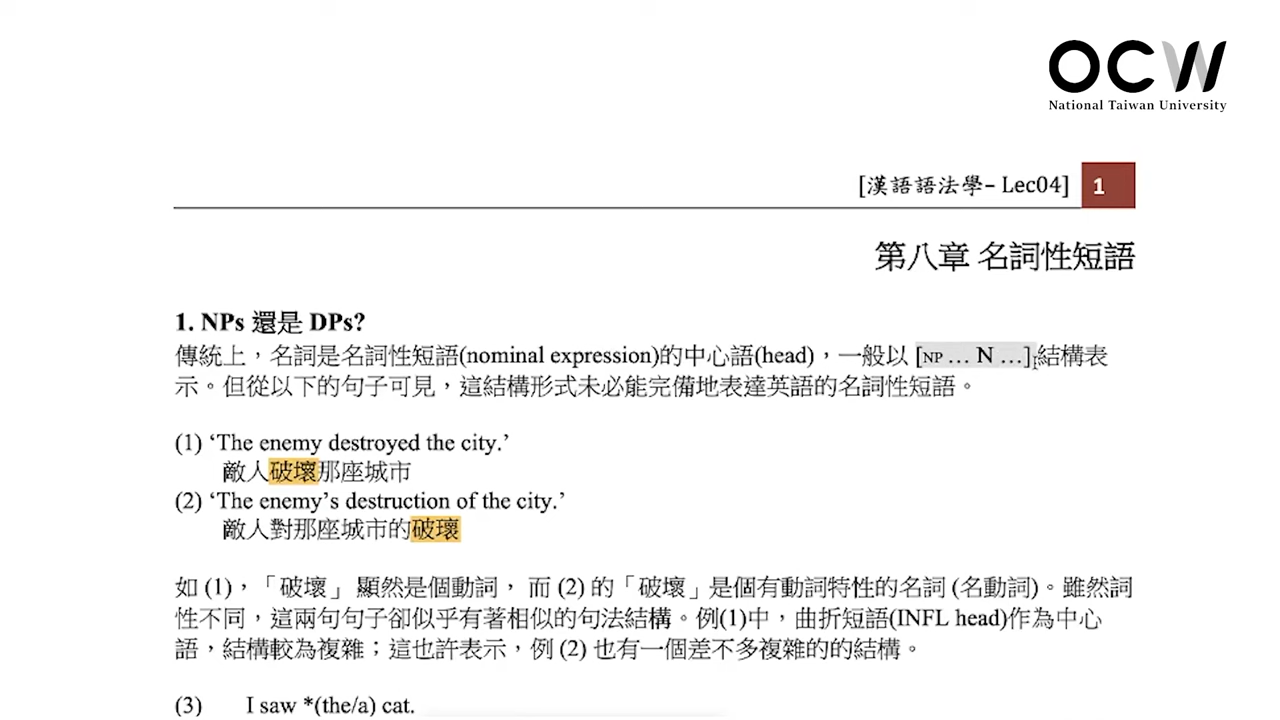 OCW
National Taiwan University
[漢語語法學– Lec04] 1
第八章 名詞性短語
1. NPs 還是 DPs?
傳統上，名詞是名詞性短語(nominal expression)的中心語(head)，一般以 [NP … N …]結構表
示。但從以下的句子可見，這結構形式未必能完備地表達英語的名詞性短語。
(1) ‘The enemy destroyed the city.’
敵人破壞那座城市
(2) ‘The enemy’s destruction of the city.’
敵人對那座城市的破壞
如 (1)，「破壞」 顯然是個動詞， 而 (2) 的「破壞」是個有動詞特性的名詞 (名動詞)。雖然詞
性不同，這兩句句子卻似乎有著相似的句法結構。例(1)中，曲折短語(INFL head)作為中心
語，結構較為複雜；這也許表示，例 (2) 也有一個差不多複雜的的結構。
(3) I saw *(the/a) cat.